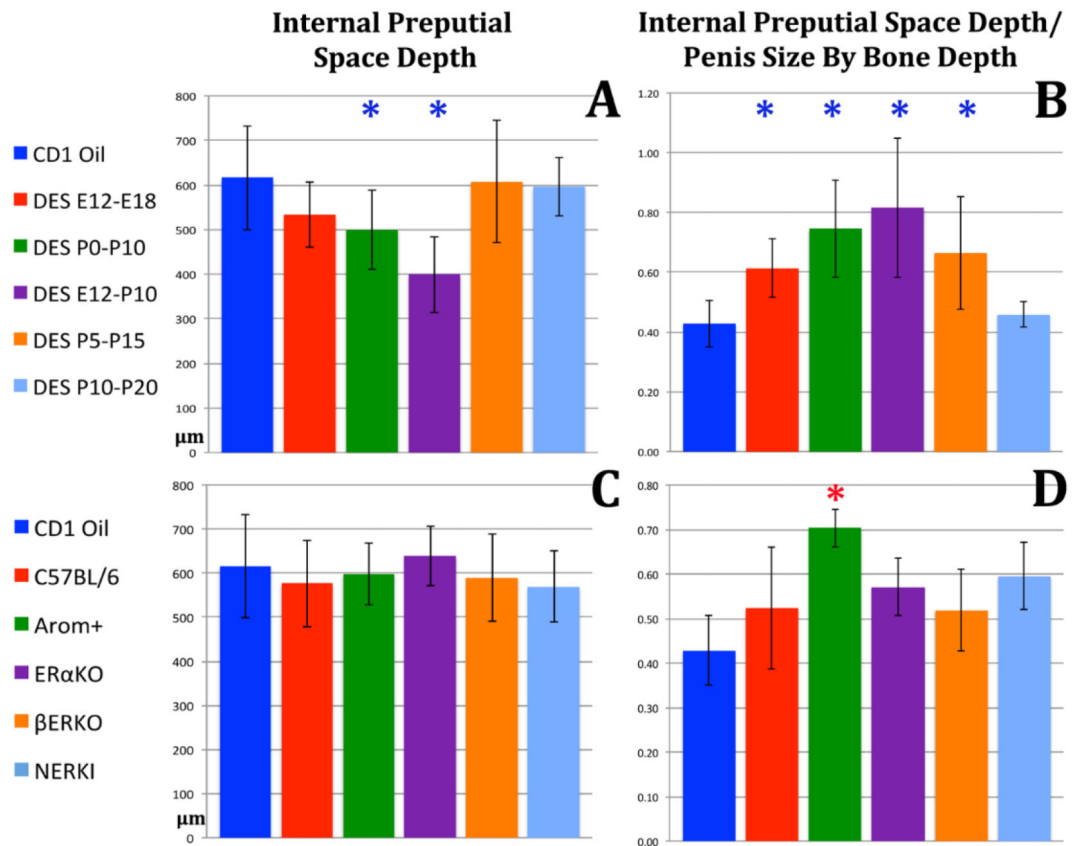 Internal Preputial
Space Depth
Internal Preputial Space Depth/
Penis Size By Bone Depth
CD1 Oil
DES E12-E18
DES P0-P10
DES E12-P10
DES P5-P15
DES P10-P20
A
* *
800
700
600
500
400
300
200
100
μm
0
B
* * * *
1.20
1.00
0.80
0.60
0.40
0.20
0.00
CD1 Oil
C57BL/6
Arom+
ERαKO
βERKO
NERKI
C
800
700
600
500
400
300
200
100
μm
0
D
*
0.80
0.70
0.60
0.50
0.40
0.30
0.20
0.10
0.00